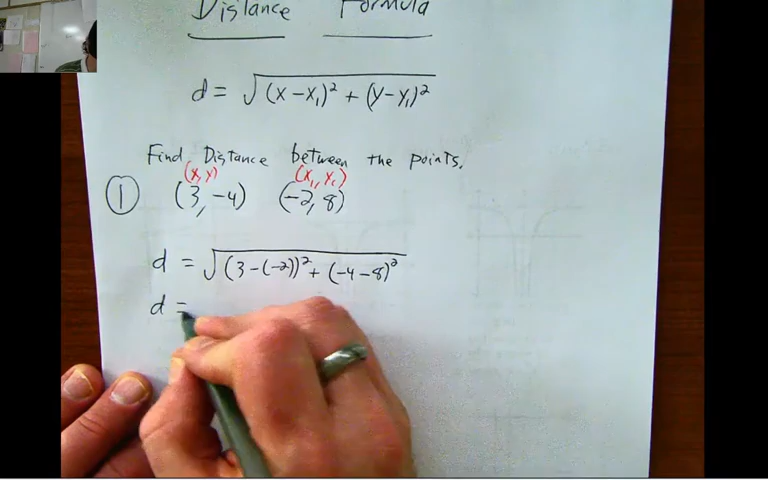 Distance Formula
d = √(x-x₁)² + (y-y₁)²
Find Distance between the points.
(x,y) (x₁,y₁)
① (3,-4) (-2,8)
d = √(3-(-2))² + (-4-8)²
d =